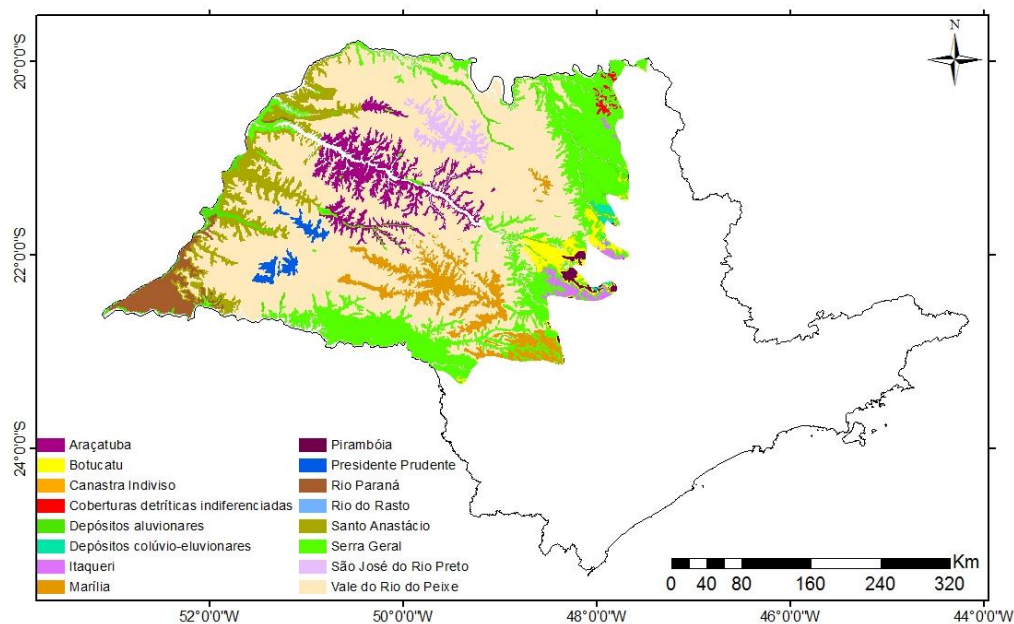 N
20°0'0"S
22°0'0"S
24°0'0"S
Araçatuba
Botucatu
Canastra Indiviso
Coberturas detríticas indiferenciadas
Depósitos aluvionares
Depósitos colúvio-eluvionares
Itaqueri
Marília
Pirambóia
Presidente Prudente
Rio Paraná
Rio do Rasto
Santo Anastácio
Serra Geral
São José do Rio Preto
Vale do Rio do Peixe
Km
0 40 80 160 240 320
52°0'0"W 50°0'0"W 48°0'0"W 46°0'0"W 44°0'0"W